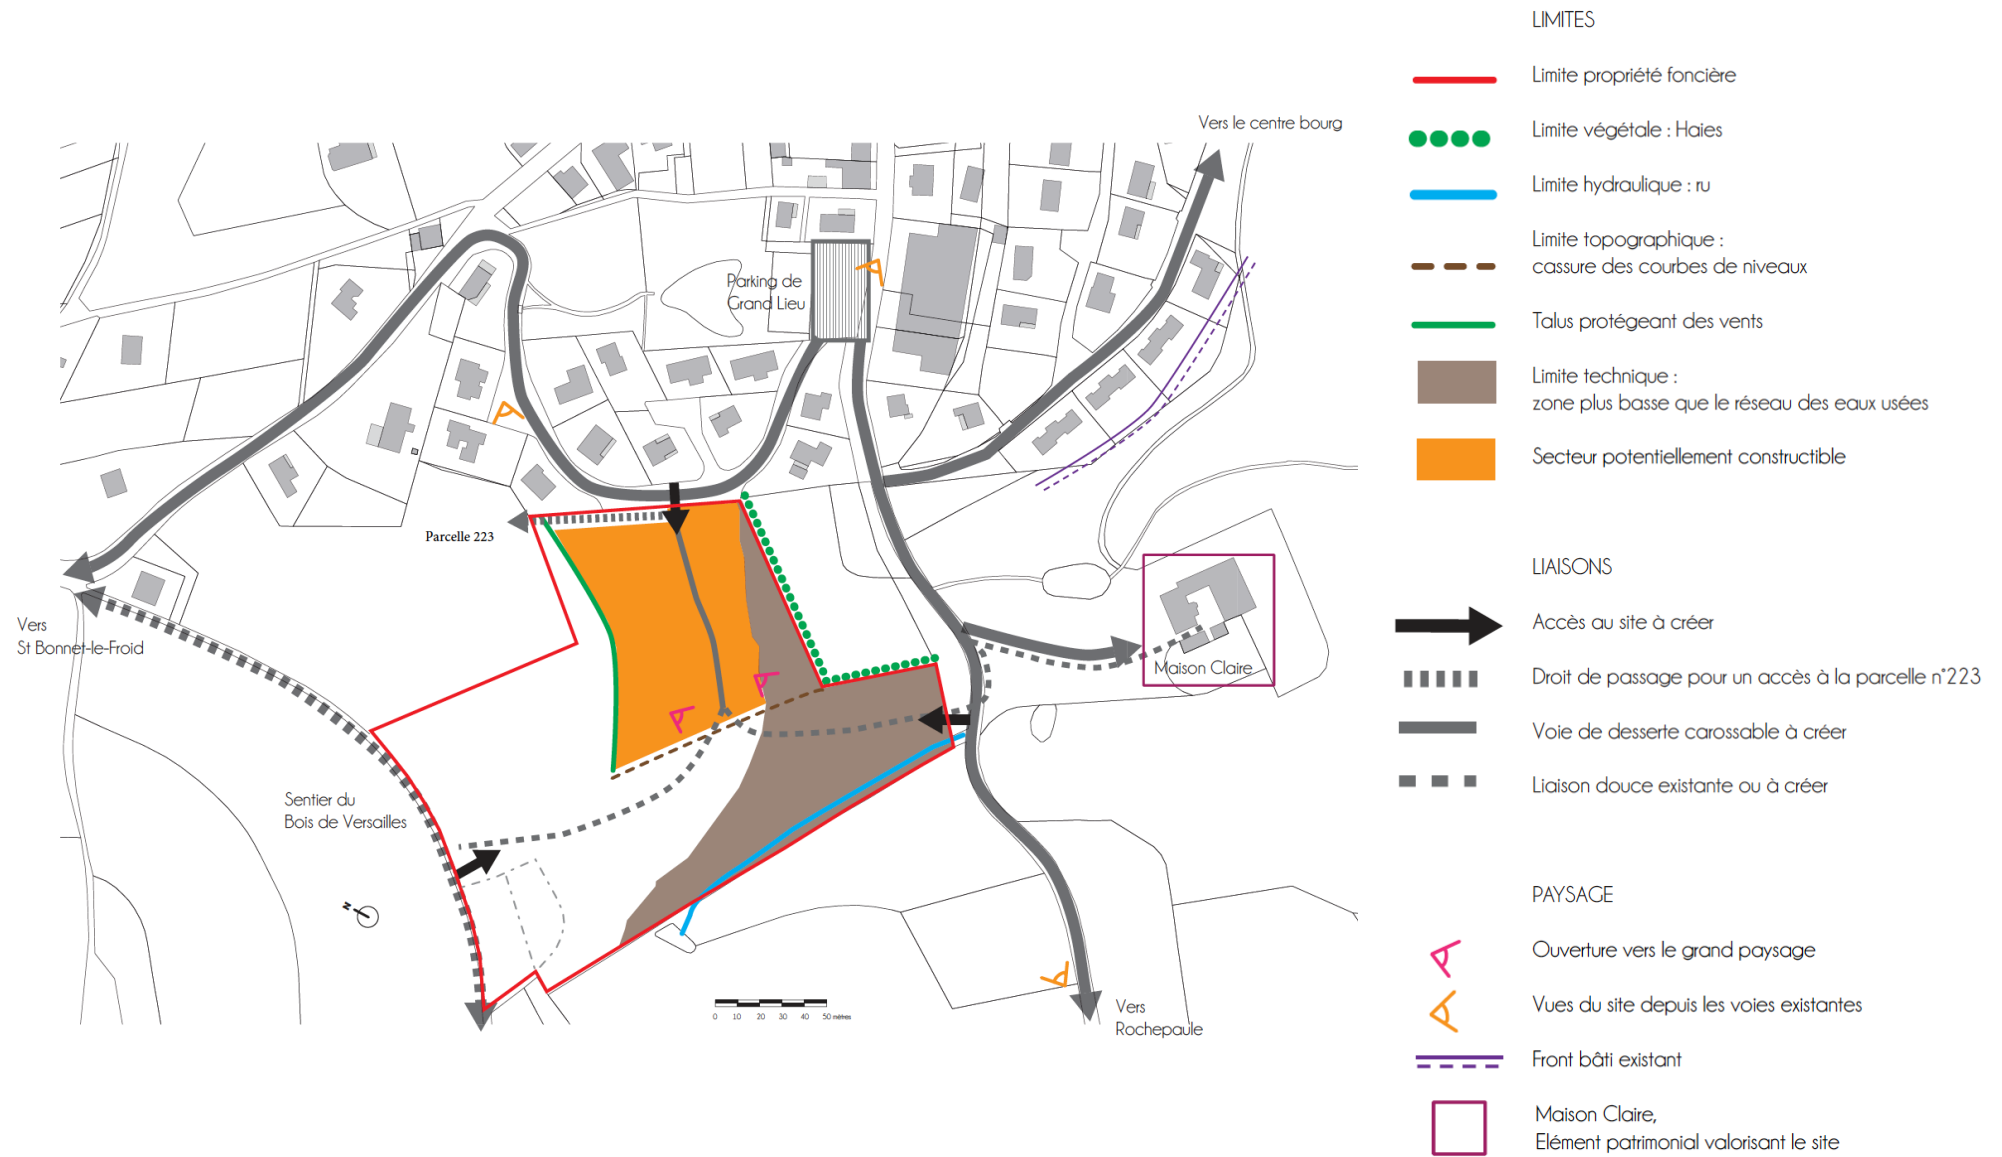 Vers le centre bourg
Parking de
Grand Lieu
Parcelle 223
Vers
St Bonnet-le-Froid
Maison Claire
Sentier du
Bois de Versailles
N
0 10 20 30 40 50 mètres
Vers
Rochepaule
LIMITES
Limite propriété foncière
Limite végétale : Haies
Limite hydraulique : ru
Limite topographique :
cassure des courbes de niveaux
Talus protégeant des vents
Limite technique :
zone plus basse que le réseau des eaux usées
Secteur potentiellement constructible
LIAISONS
Accès au site à créer
Droit de passage pour un accès à la parcelle n°223
Voie de desserte carossable à créer
Liaison douce existante ou à créer
PAYSAGE
Ouverture vers le grand paysage
Vues du site depuis les voies existantes
Front bâti existant
Maison Claire,
Elément patrimonial valorisant le site